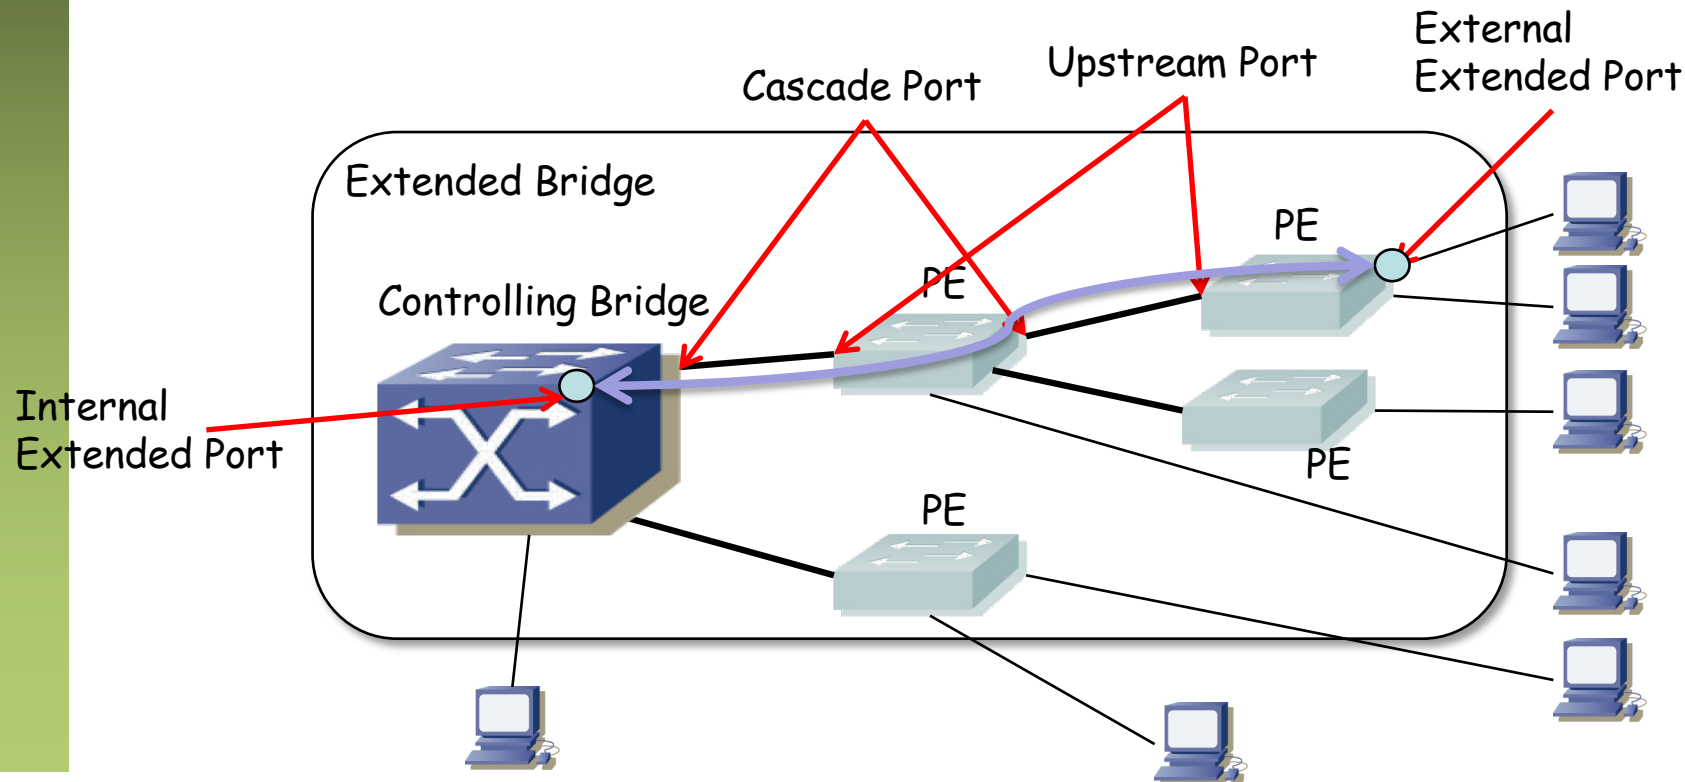 External
Extended Port
Upstream Port
Cascade Port
Extended Bridge
PE
PE
Controlling Bridge
Internal
Extended Port
PE
PE